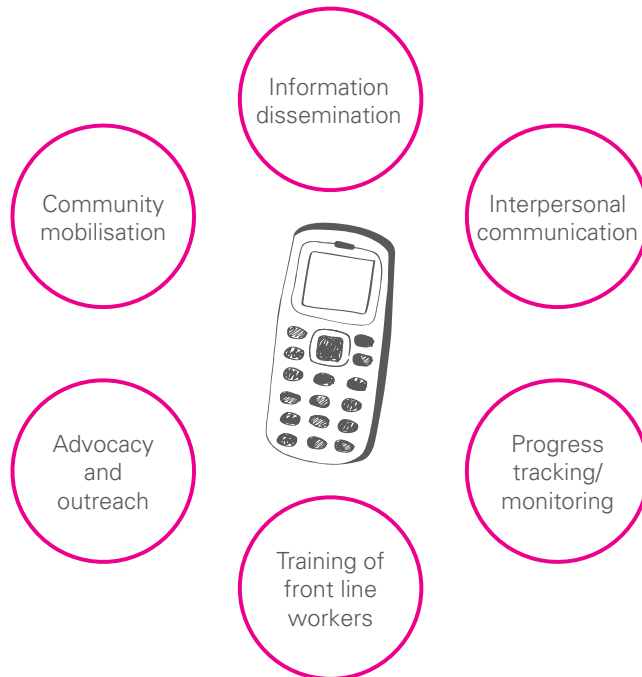 Information
dissemination
Community
mobilisation
Interpersonal
communication
Advocacy
and
outreach
Progress
tracking/
monitoring
Training of
front line
workers